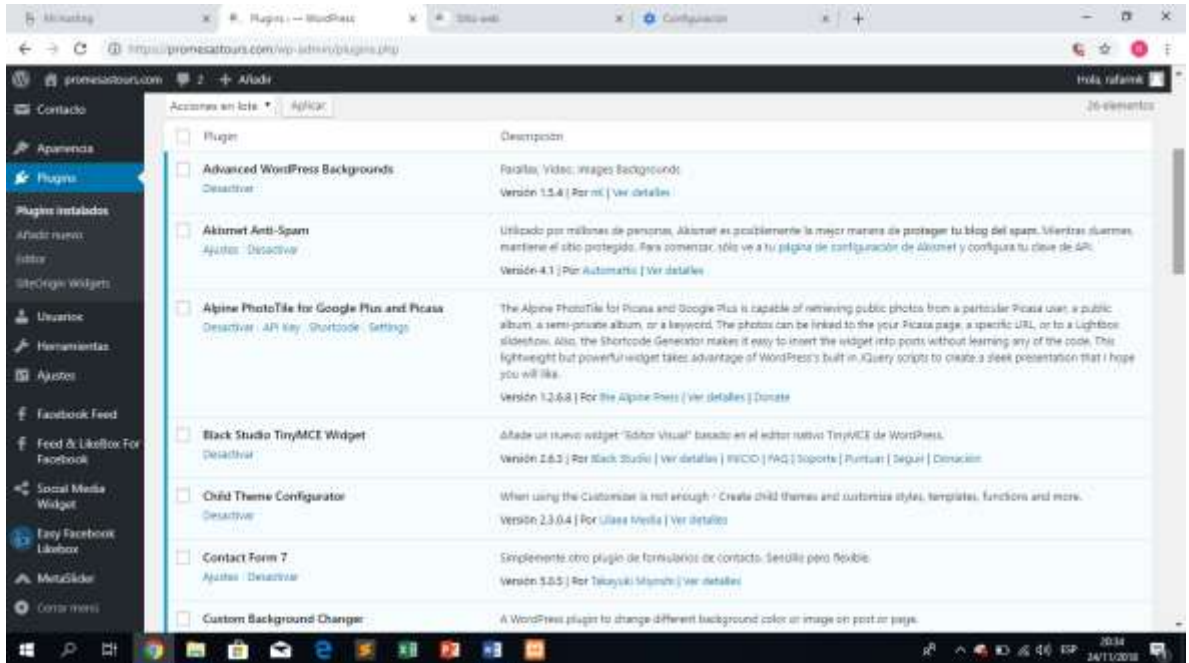 Plugins — WordPress
Sitio web
Configuración
https://promesastours.com/wp-admin/plugins.php
promesastours.com 2 + Añadir
Hola, rafamk
Contacto
Apariencia
Plugins
Plugins instalados
Añadir nuevo
Editor
SiteOrigin Widgets
Usuarios
Herramientas
Ajustes
Facebook Feed
Feed & LikeBox For
Facebook
Social Media
Widget
Easy Facebook
Likebox
MetaSlider
Cerrar menú
Acciones en lote Aplicar
26 elementos
Plugin Descripción
Advanced WordPress Backgrounds
Desactivar
Parallax, Video, Images Backgrounds.
Versión 1.5.4 | Por nK | Ver detalles
Akismet Anti-Spam
Ajustes Desactivar
Utilizado por millones de personas, Akismet es posiblemente la mejor manera de proteger tu blog del spam. Mientras duermes,
mantiene el sitio protegido. Para comenzar, sólo ve a tu página de configuración de Akismet y configura tu clave de API.
Versión 4.1 | Por Automattic | Ver detalles
Alpine PhotoTile for Google Plus and Picasa
Desactivar API Key Shortcode Settings
The Alpine PhotoTile for Picasa and Google Plus is capable of retrieving public photos from a particular Picasa user, a public
album, a semi-private album, or a keyword. The photos can be linked to the your Picasa page, a specific URL, or to a Lightbox
slideshow. Also, the Shortcode Generator makes it easy to insert the widget into posts without learning any of the code. This
lightweight but powerful widget takes advantage of WordPress's built in JQuery scripts to create a sleek presentation that I hope
you will like.
Versión 1.2.6.8 | Por the Alpine Press | Ver detalles | Donate
Black Studio TinyMCE Widget
Desactivar
Añade un nuevo widget "Editor Visual" basado en el editor nativo TinyMCE de WordPress.
Versión 2.6.3 | Por Black Studio | Ver detalles | INICIO | FAQ | Soporte | Puntuar | Seguir | Donación
Child Theme Configurator
Desactivar
When using the Customizer is not enough - Create child themes and customize styles, templates, functions and more.
Versión 2.3.0.4 | Por Lilaea Media | Ver detalles
Contact Form 7
Ajustes Desactivar
Simplemente otro plugin de formularios de contacto. Sencillo pero flexible.
Versión 5.0.5 | Por Takayuki Miyoshi | Ver detalles
Custom Background Changer
A WordPress plugin to change different background color or image on post or page.
ESP
20:34
24/11/2018